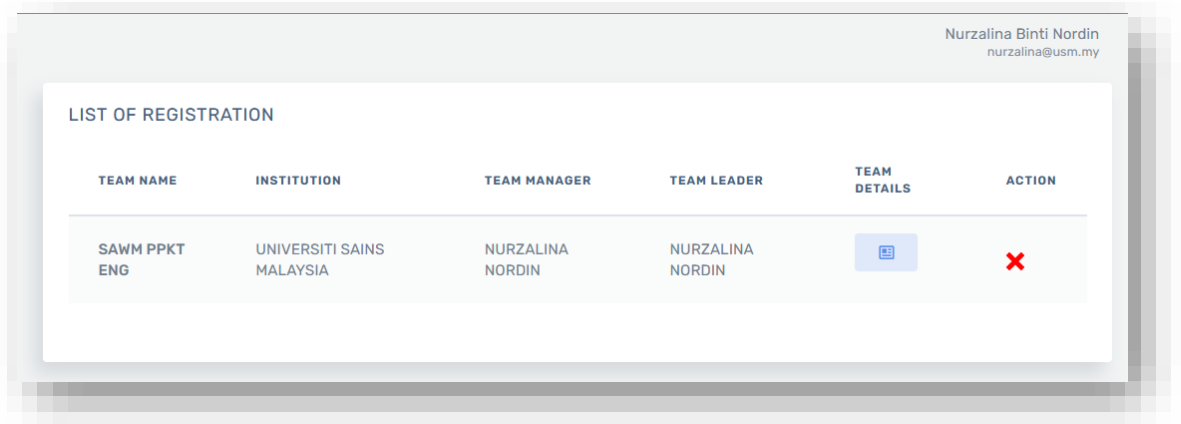 Nurzalina Binti Nordin
nurzalina@usm.my
LIST OF REGISTRATION
TEAM NAME INSTITUTION TEAM MANAGER TEAM LEADER TEAM DETAILS ACTION
SAWM PPKT ENG UNIVERSITI SAINS MALAYSIA NURZALINA NORDIN NURZALINA NORDIN